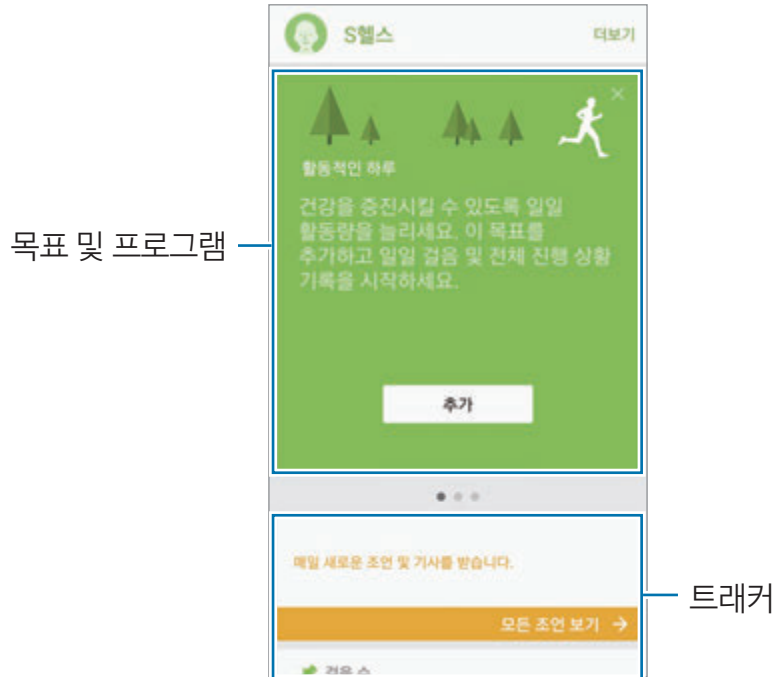 S헬스
더보기
활동적인 하루
건강을 증진시킬 수 있도록 일일
활동량을 늘리세요. 이 목표를
추가하고 일일 걸음 및 전체 진행 상황
기록을 시작하세요.
목표 및 프로그램
추가
매일 새로운 조언 및 기사를 받습니다.
트래커
모든 조언 보기 →
걸음 수